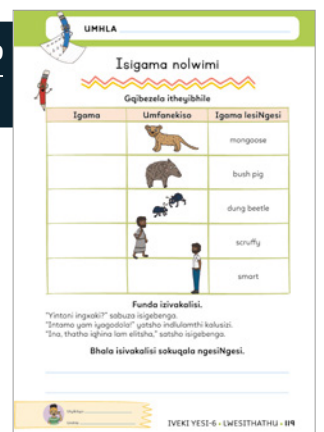 UMHLA
Isigama nolwimi
Gqibezela itheyibhile
Igama Umfanekiso Igama lesiNgesi
mongoose
bush pig
dung beetle
scruffy
smart
Funda izivakalisi.
"Yintoni ingxaki?" sabuza isigebenga.
"Intamo yam iyagodola!" yatsho indlulamthi kalusizi.
"Ina, thatha iqhina lam elitsha," satsho isigebenga.
Bhala isivakalisi sokuqala ngesiNgesi.
IVEKI YESI-6 • LWESITHATHU • 119